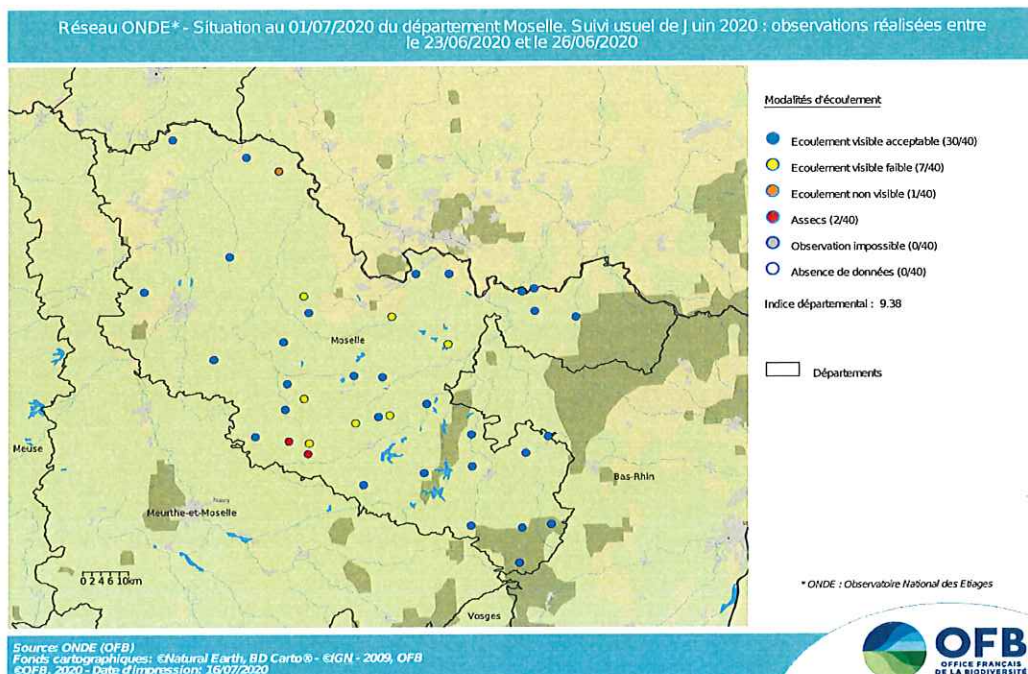 Réseau ONDE* - Situation au 01/07/2020 du département Moselle. Suivi usuel de Juin 2020 : observations réalisées entre
le 23/06/2020 et le 26/06/2020
Modalités d'écoulement
Ecoulement visible acceptable (30/40)
Ecoulement visible faible (7/40)
Ecoulement non visible (1/40)
Assecs (2/40)
Observation impossible (0/40)
Absence de données (0/40)
Indice départemental : 9.38
Départements
Moselle
Meuse
Bas-Rhin
Nancy
Meurthe-et-Moselle
0 2 4 6 8 10km
Vosges
* ONDE : Observatoire National des Etiages
Sources: ONDE (OFB)
Fonds cartographiques: ©Natural Earth, BD Carto® - ©IGN - 2009, OFB
©OFB, 2020 - Date d'impression: 16/07/2020
OFB
OFFICE FRANÇAIS
DE LA BIODIVERSITÉ